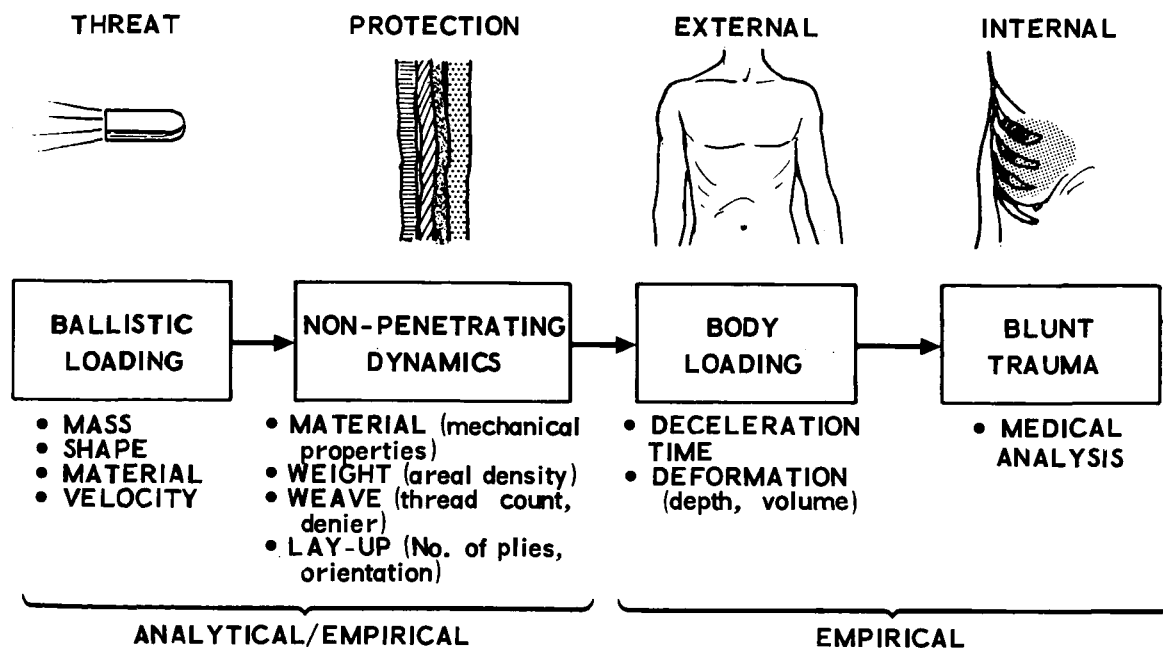 THREAT
PROTECTION
EXTERNAL
INTERNAL
BALLISTIC
LOADING
NON-PENETRATING
DYNAMICS
BODY
LOADING
BLUNT
TRAUMA
• MASS
• SHAPE
• MATERIAL
• VELOCITY
• MATERIAL (mechanical
properties)
• WEIGHT (areal density)
• WEAVE (thread count,
denier)
• LAY-UP (No. of plies,
orientation)
• DECELERATION
TIME
• DEFORMATION
(depth, volume)
• MEDICAL
ANALYSIS
ANALYTICAL/EMPIRICAL
EMPIRICAL